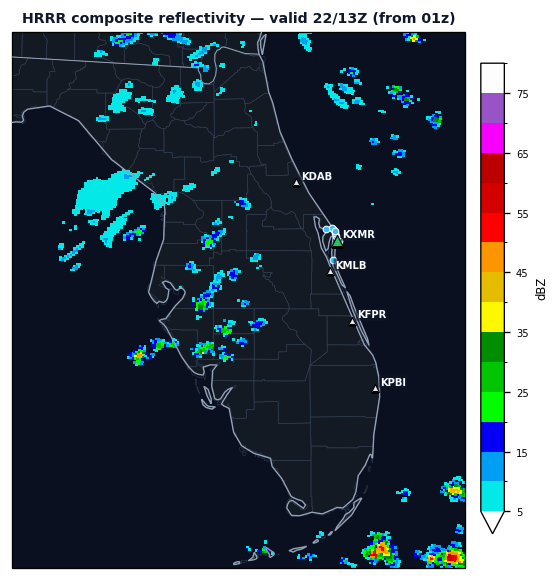 HRRR composite reflectivity — valid 22/13Z (from 01z)
KDAB
KXMR
KMLB
KFPR
KPBI
75
65
55
45
35
25
15
5
dBZ